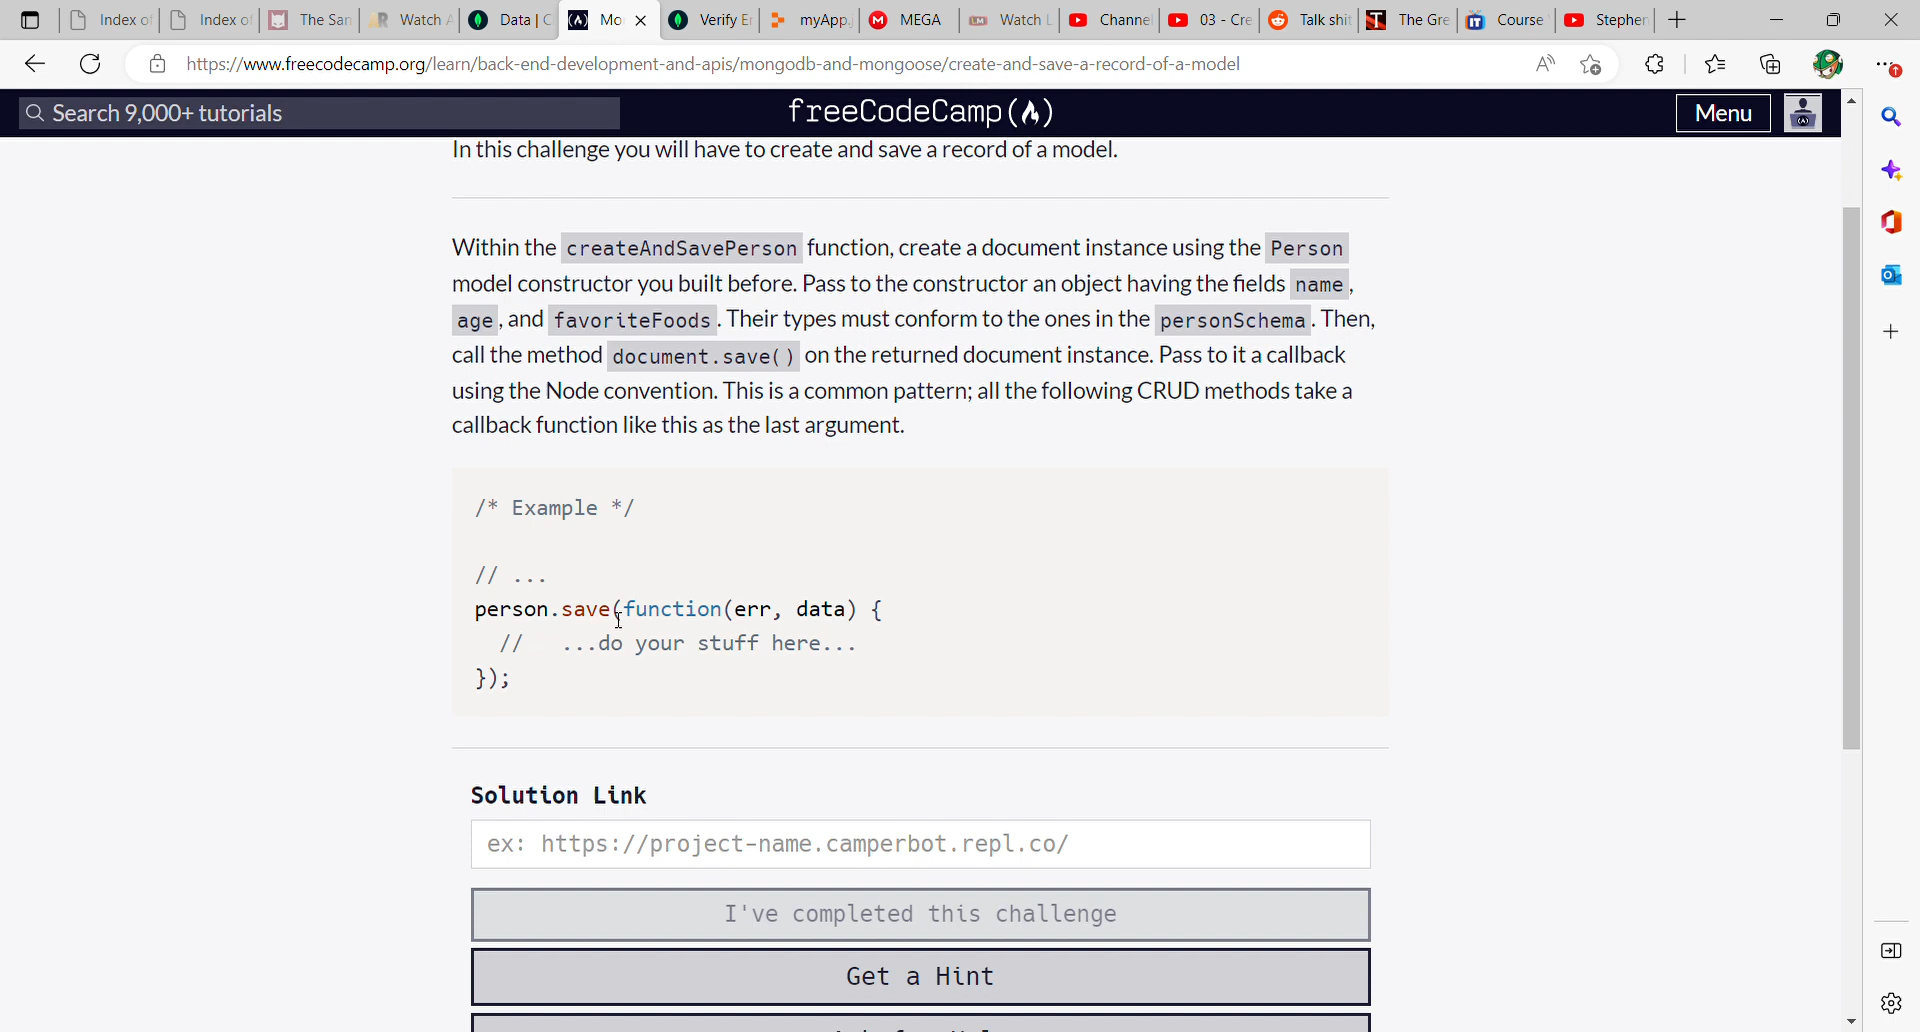 Index of
Index of
The San
Watch A
Data | C
Mo
Verify Er
myApp.j
MEGA
Watch L
Channel
03 - Cre
Talk shit
The Gre
Course
Stephen
https://www.freecodecamp.org/learn/back-end-development-and-apis/mongodb-and-mongoose/create-and-save-a-record-of-a-model
Search 9,000+ tutorials
freeCodeCamp(🔥)
Menu
In this challenge you will have to create and save a record of a model.
Within the createAndSavePerson function, create a document instance using the Person
model constructor you built before. Pass to the constructor an object having the fields name,
age, and favoriteFoods. Their types must conform to the ones in the personSchema. Then,
call the method document.save() on the returned document instance. Pass to it a callback
using the Node convention. This is a common pattern; all the following CRUD methods take a
callback function like this as the last argument.
/* Example */
// ...
person.save(function(err, data) {
//   ...do your stuff here...
});
Solution Link
ex: https://project-name.camperbot.repl.co/
I've completed this challenge
Get a Hint